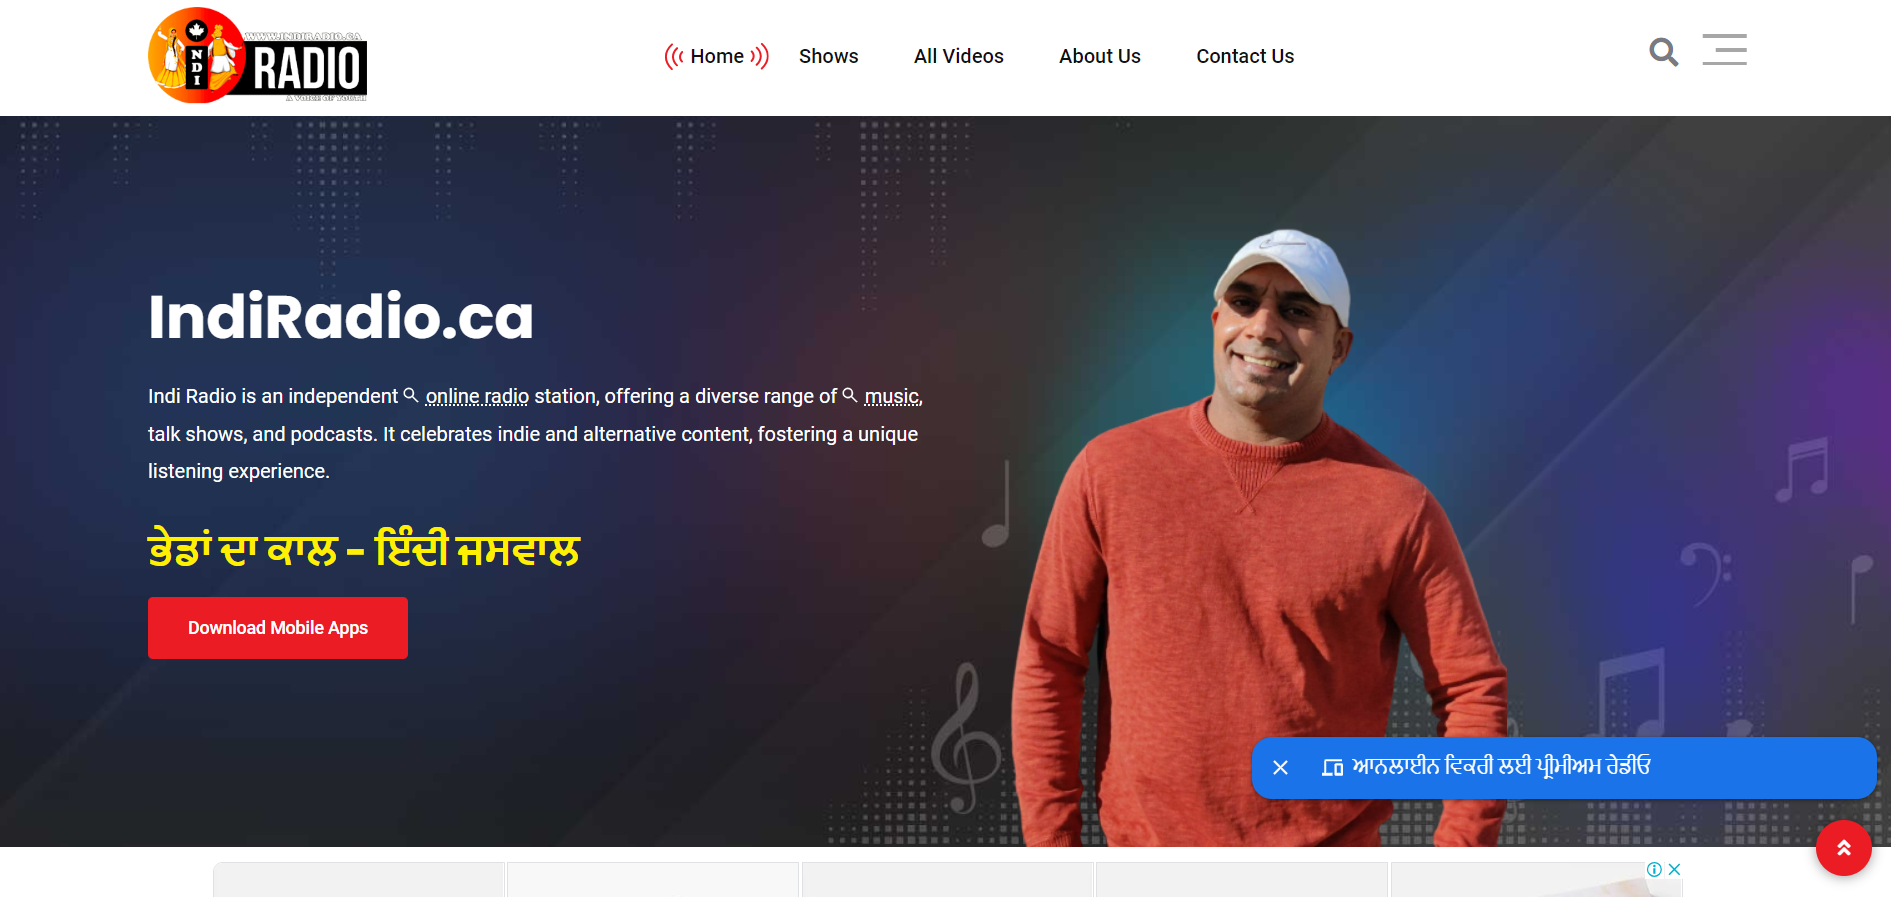 WWW.INDIRADIO.CA
INDI
RADIO
A VOICE OF YOUTH
Home
Shows
All Videos
About Us
Contact Us
IndiRadio.ca
Indi Radio is an independent online radio station, offering a diverse range of music,
talk shows, and podcasts. It celebrates indie and alternative content, fostering a unique
listening experience.
ਭੇਡਾਂ ਦਾ ਕਾਲ – ਇੰਦੀ ਜਸਵਾਲ
Download Mobile Apps
ਆਨਲਾਈਨ ਵਿਕਰੀ ਲਈ ਪ੍ਰੀਮੀਅਮ ਰੇਡੀਓ